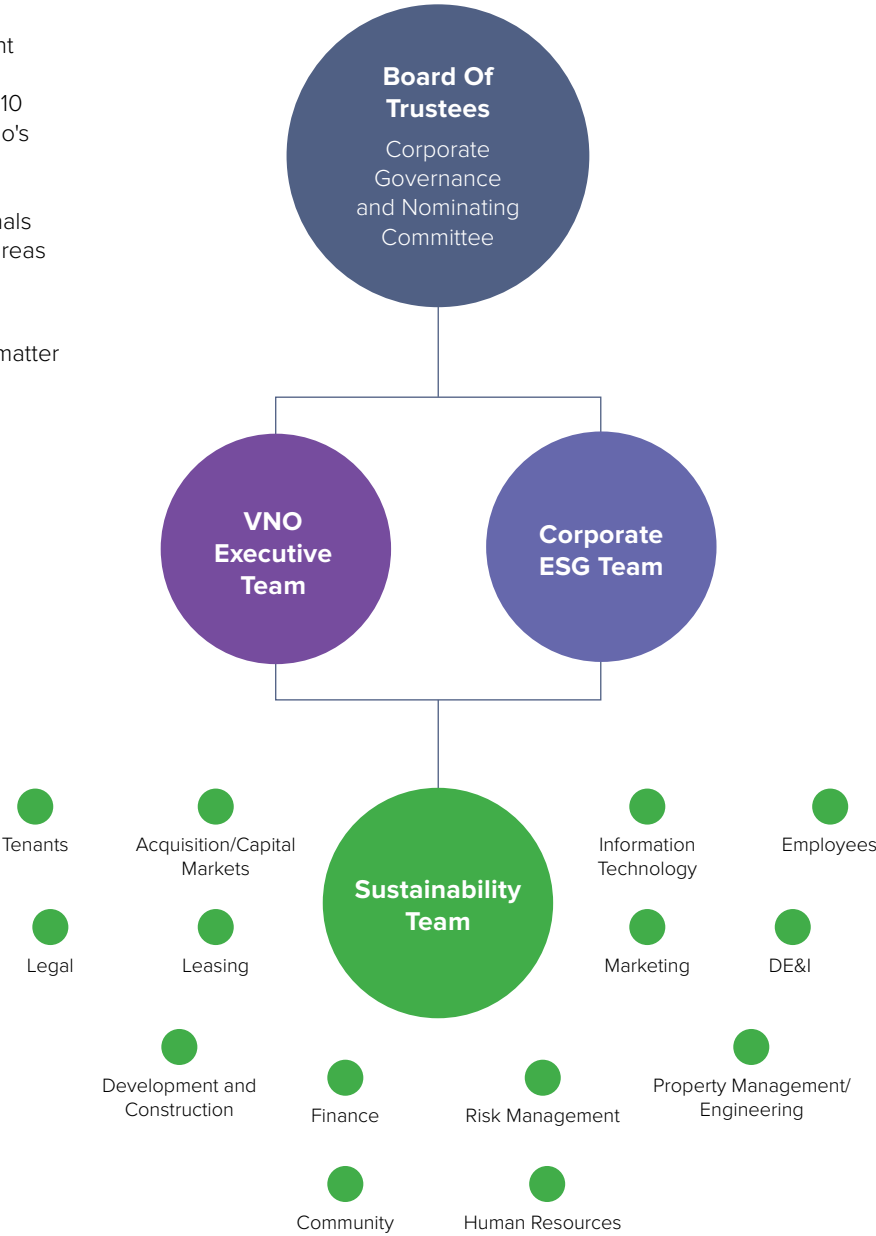 nt
10
o's
nals
reas
matter
Board Of
Trustees
Corporate
Governance
and Nominating
Committee
VNO
Executive
Team
Corporate
ESG Team
Sustainability
Team
Tenants
Acquisition/Capital
Markets
Information
Technology
Employees
Legal
Leasing
Marketing
DE&I
Development and
Construction
Finance
Risk Management
Property Management/
Engineering
Community
Human Resources